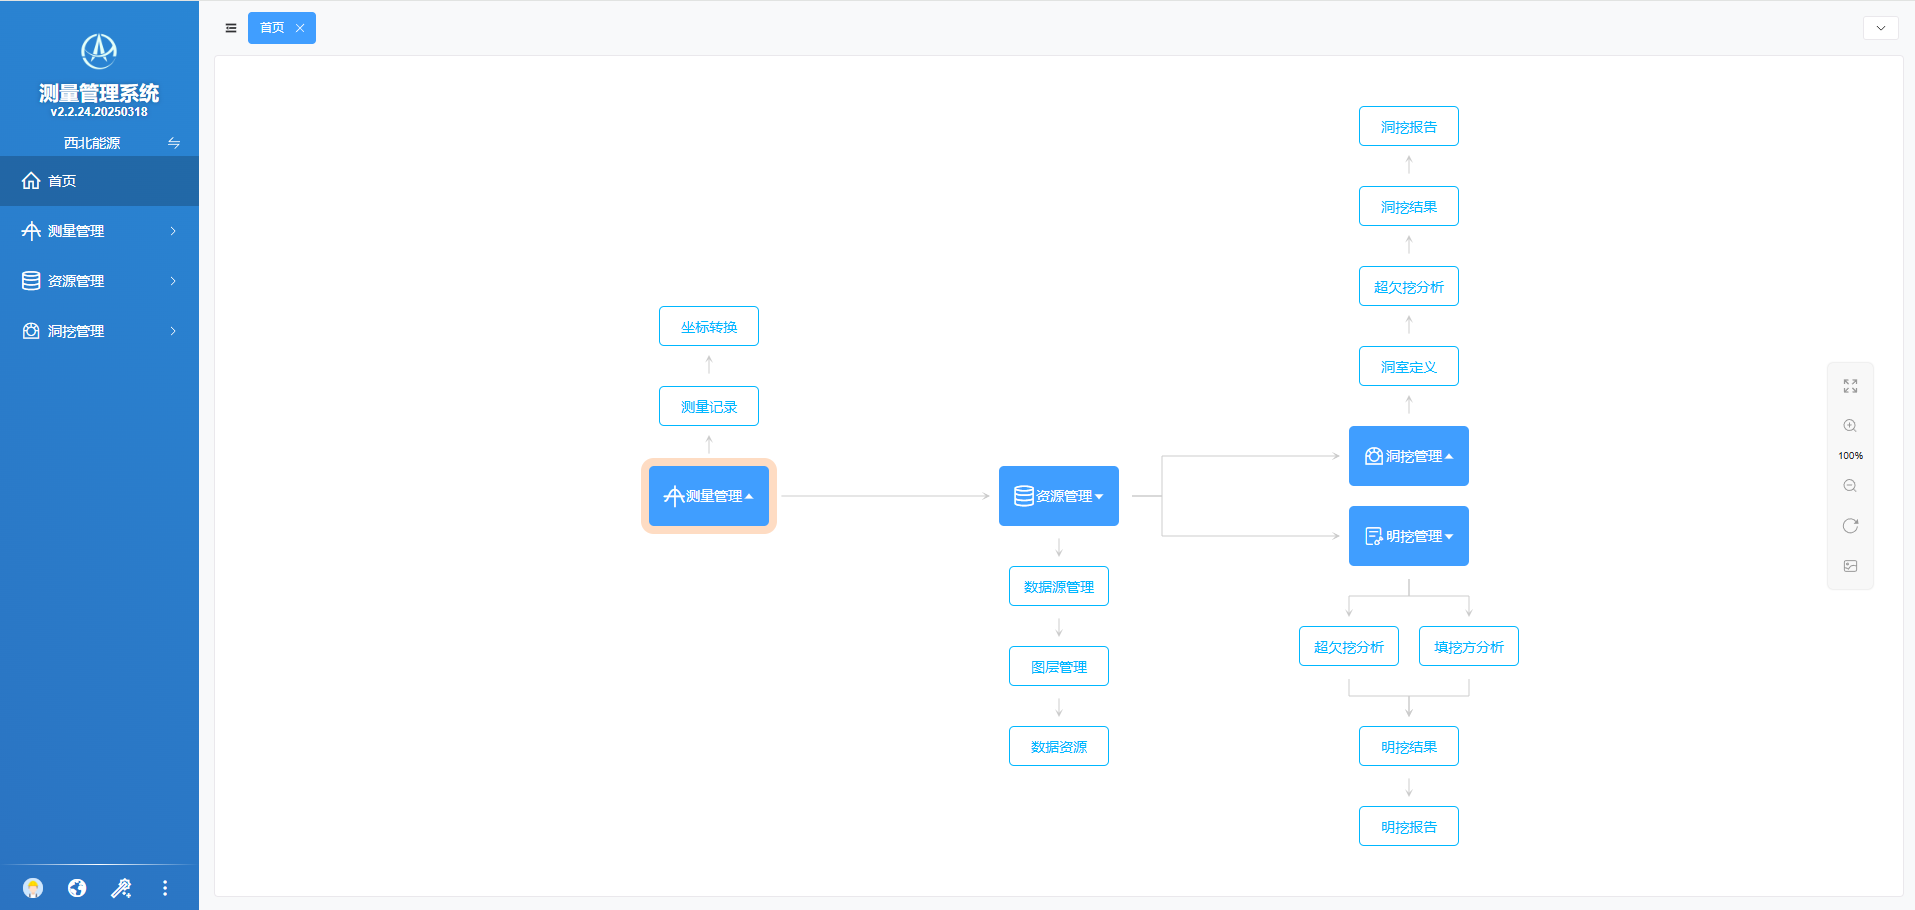 测量管理系统
v2.2.24.20250318
西北能源
首页
测量管理
资源管理
洞挖管理
首页
洞挖报告
洞挖结果
超欠挖分析
洞室定义
洞挖管理
坐标转换
测量记录
测量管理
资源管理
明挖管理
数据源管理
图层管理
数据资源
超欠挖分析
填挖方分析
明挖结果
明挖报告
100%